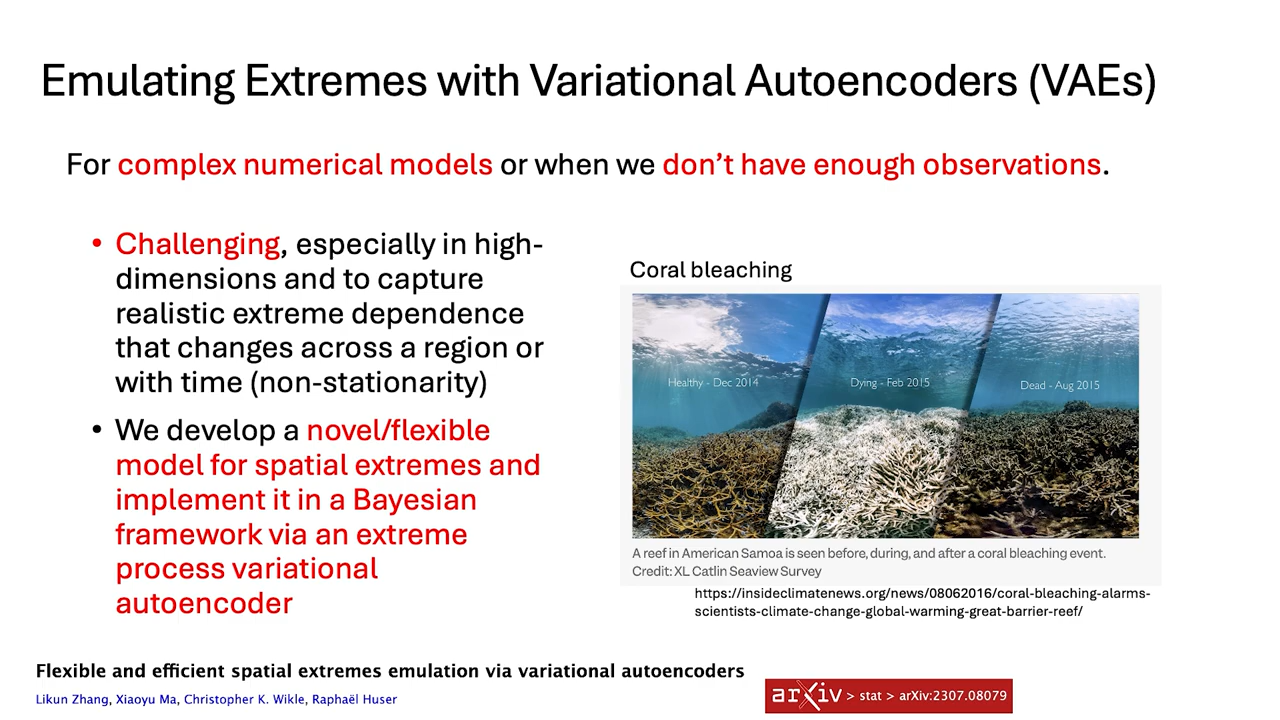 Emulating Extremes with Variational Autoencoders (VAEs)
For complex numerical models or when we don’t have enough observations.
• Challenging, especially in high-
dimensions and to capture
realistic extreme dependence
that changes across a region or
with time (non-stationarity)
• We develop a novel/flexible
model for spatial extremes and
implement it in a Bayesian
framework via an extreme
process variational
autoencoder
Coral bleaching
Healthy - Dec 2014
Dying - Feb 2015
Dead - Aug 2015
A reef in American Samoa is seen before, during, and after a coral bleaching event.
Credit: XL Catlin Seaview Survey
https://insideclimatenews.org/news/08062016/coral-bleaching-alarms-
scientists-climate-change-global-warming-great-barrier-reef/
Flexible and efficient spatial extremes emulation via variational autoencoders
Likun Zhang, Xiaoyu Ma, Christopher K. Wikle, Raphaël Huser
arXiv > stat > arXiv:2307.08079